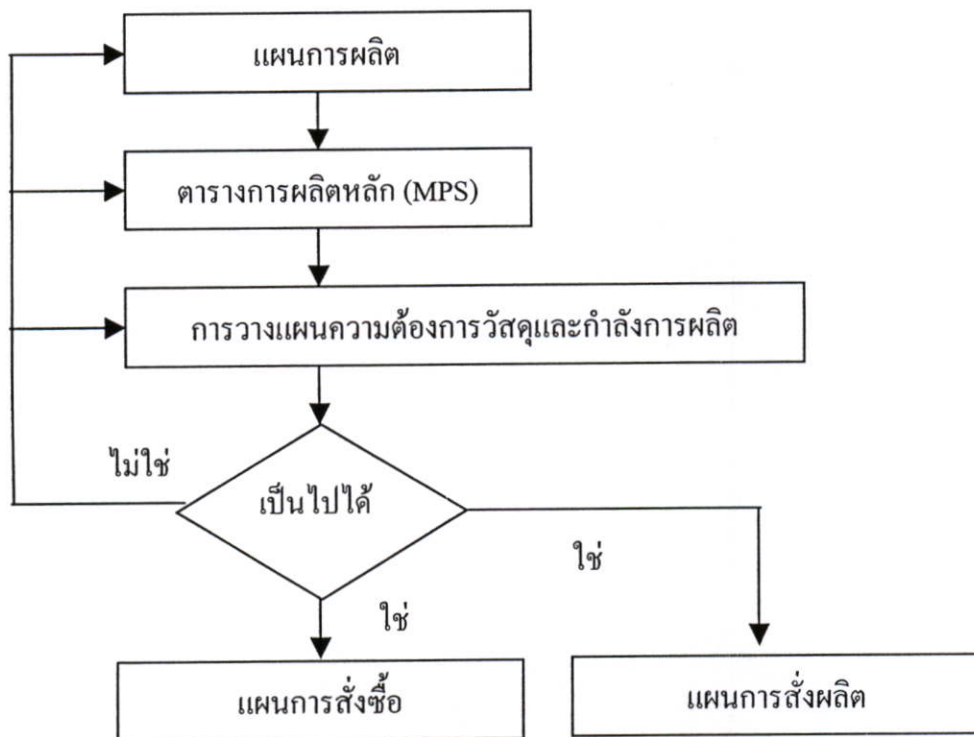 แผนการผลิต
ตารางการผลิตหลัก (MPS)
การวางแผนความต้องการวัสดุและกำลังการผลิต
ไม่ใช่
เป็นไปได้
ใช่
ใช่
แผนการสั่งซื้อ
แผนการสั่งผลิต